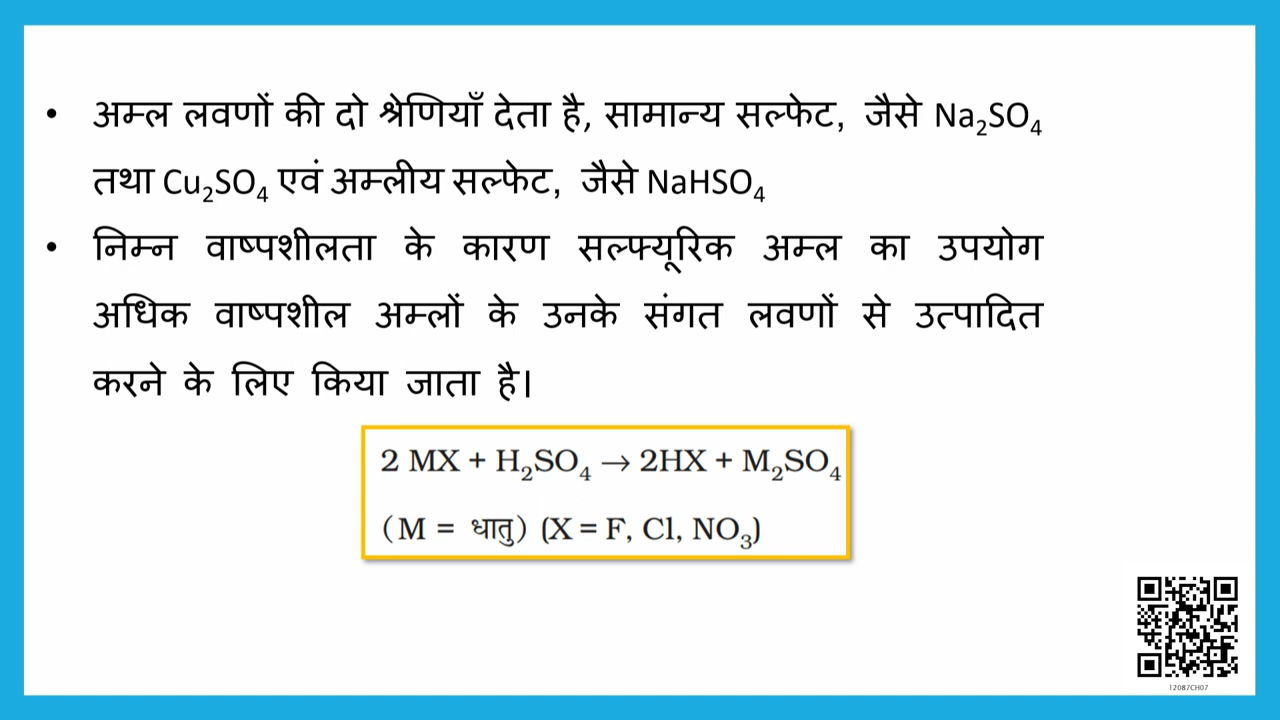 • अम्ल लवणों की दो श्रेणियाँ देता है, सामान्य सल्फेट, जैसे Na₂SO₄
तथा Cu₂SO₄ एवं अम्लीय सल्फेट, जैसे NaHSO₄
• निम्न वाष्पशीलता के कारण सल्फ्यूरिक अम्ल का उपयोग
अधिक वाष्पशील अम्लों के उनके संगत लवणों से उत्पादित
करने के लिए किया जाता है।
2 MX + H₂SO₄ → 2HX + M₂SO₄
(M = धातु) (X = F, Cl, NO₃)
12087CH07